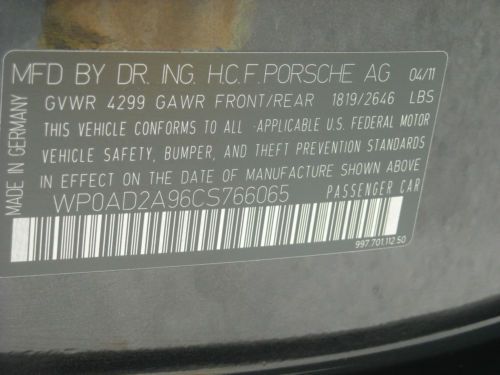 MADE IN GERMANY
MFD BY DR. ING. H.C.F. PORSCHE AG 04/11
GVWR 4299 GAWR FRONT/REAR 1819/2646 LBS
THIS VEHICLE CONFORMS TO ALL -APPLICABLE U.S. FEDERAL MOTOR
VEHICLE SAFETY, BUMPER, AND THEFT PREVENTION STANDARDS
IN EFFECT ON THE DATE OF MANUFACTURE SHOWN ABOVE
WP0AD2A96CS766065 PASSENGER CAR
997.701.112.50